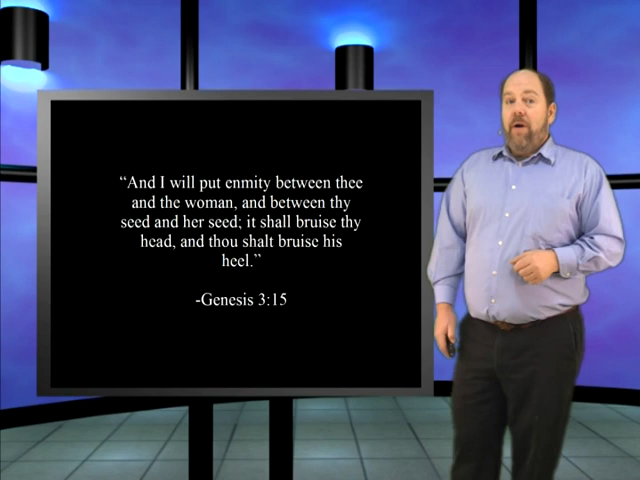 “And I will put enmity between thee
and the woman, and between thy
seed and her seed; it shall bruise thy
head, and thou shalt bruise his
heel.”
-Genesis 3:15